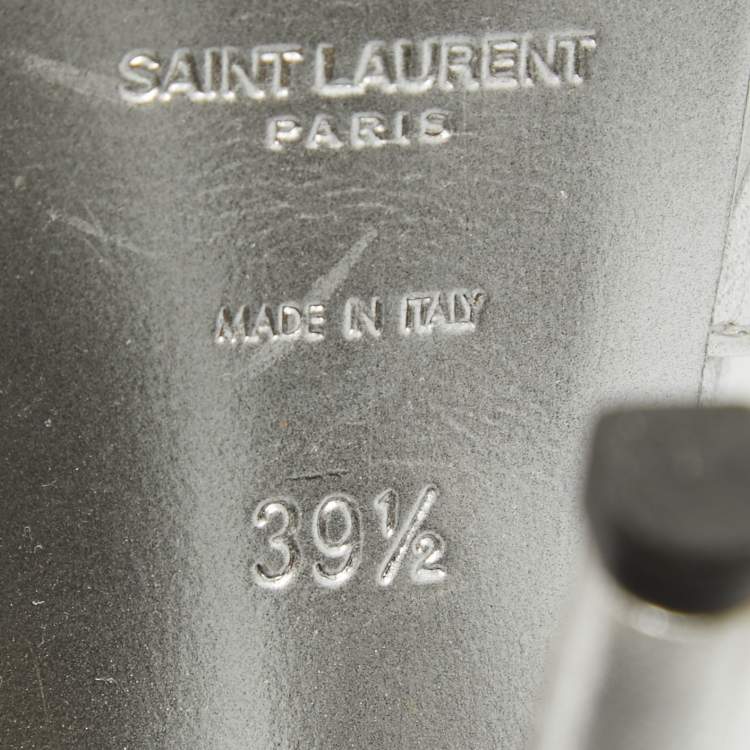 SAINT LAURENT
PARIS
MADE IN ITALY
39½